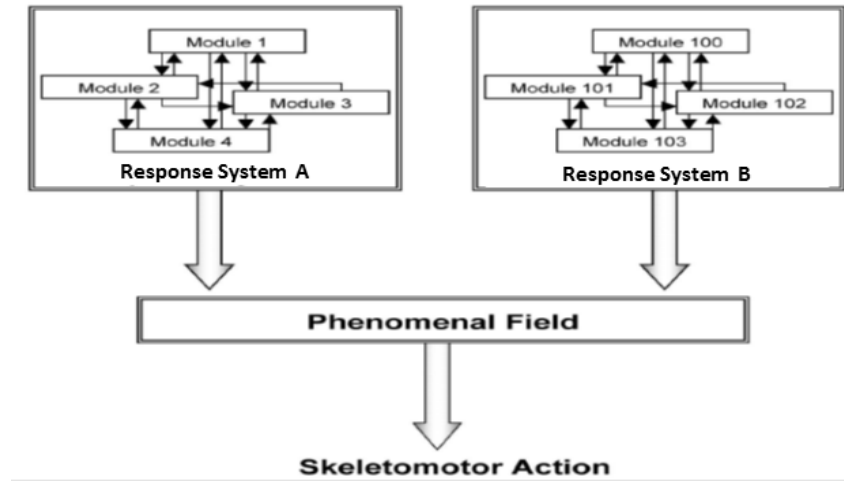 Module 1
Module 2
Module 3
Module 4
Response System A
Module 100
Module 101
Module 102
Module 103
Response System B
Phenomenal Field
Skeletomotor Action